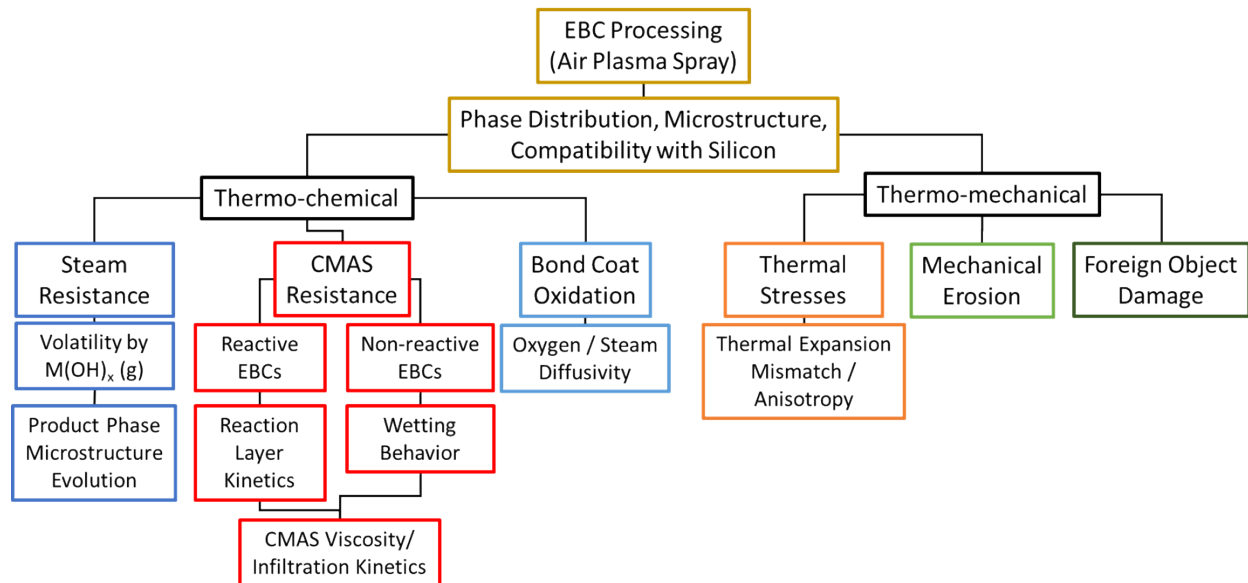 EBC Processing
(Air Plasma Spray)
Phase Distribution, Microstructure,
Compatibility with Silicon
Thermo-chemical
Thermo-mechanical
Steam
Resistance
CMAS
Resistance
Bond Coat
Oxidation
Thermal
Stresses
Mechanical
Erosion
Foreign Object
Damage
Volatility by
M(OH)ₓ (g)
Reactive
EBCs
Non-reactive
EBCs
Oxygen / Steam
Diffusivity
Thermal Expansion
Mismatch /
Anisotropy
Product Phase
Microstructure
Evolution
Reaction
Layer
Kinetics
Wetting
Behavior
CMAS Viscosity/
Infiltration Kinetics